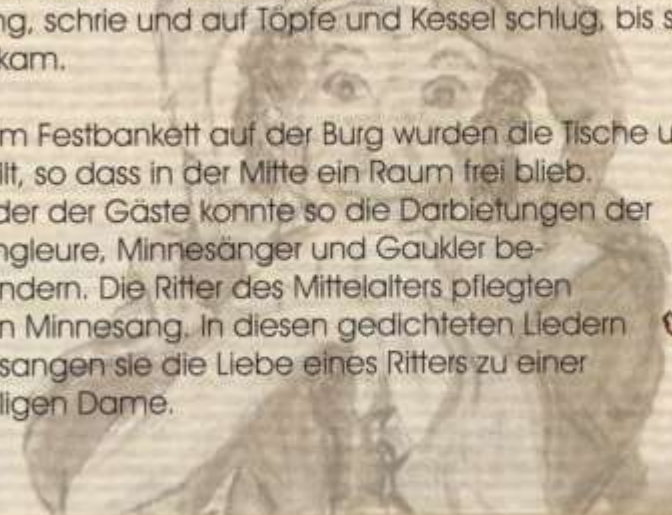 ng, schrie und auf Töpfe und Kessel schlug, bis s
kam.
m Festbankett auf der Burg wurden die Tische u
llt, so dass in der Mitte ein Raum frei blieb.
der der Gäste konnte so die Darbietungen der
ngleure, Minnesänger und Gaukler be-
ndern. Die Ritter des Mittelalters pflegten
n Minnesang. In diesen gedichteten Liedern
sangen sie die Liebe eines Ritters zu einer
ligen Dame.